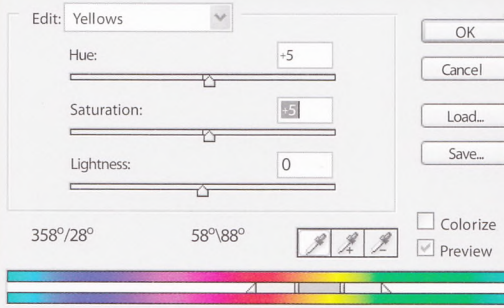 Edit: Yellows
OK
Hue: +5
Cancel
Saturation: +5
Load...
Lightness: 0
Save...
358°/28° 58°\88°
Colorize
Preview